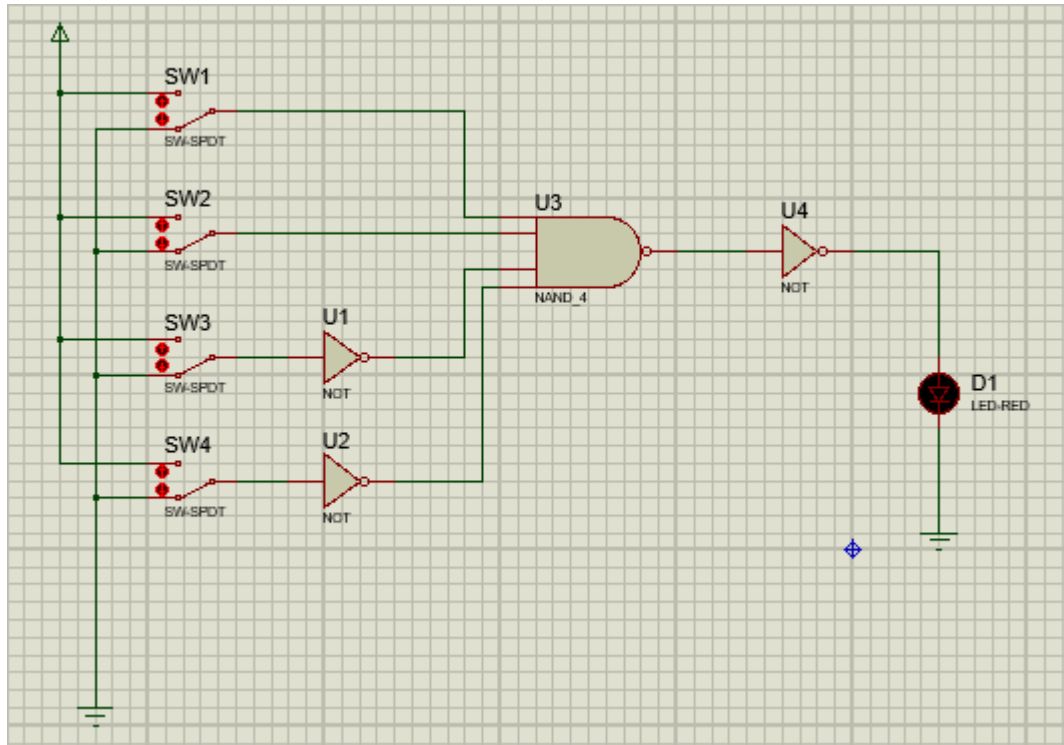 SW1
SW-SPDT
SW2
SW-SPDT
U3
NAND_4
U4
NOT
SW3
SW-SPDT
U1
NOT
D1
LED-RED
SW4
SW-SPDT
U2
NOT